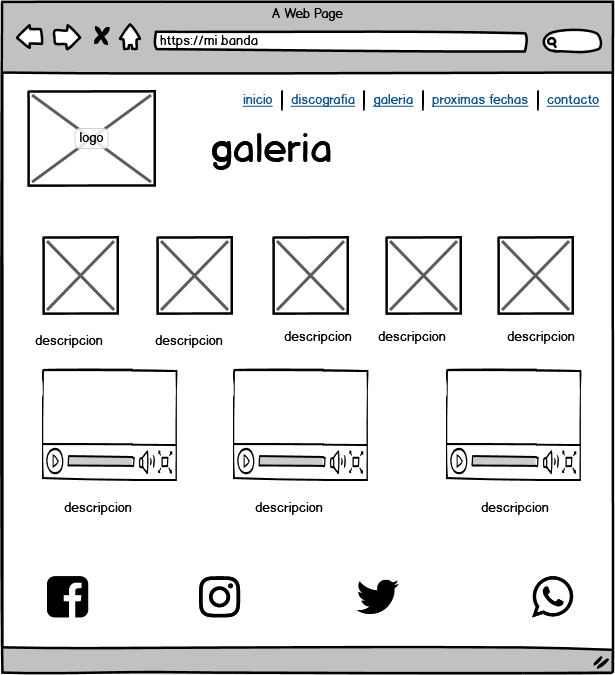 A Web Page
https://mi.banda
logo
inicio | discografia | galeria | proximas fechas | contacto
galeria
descripcion descripcion descripcion descripcion descripcion
descripcion descripcion descripcion